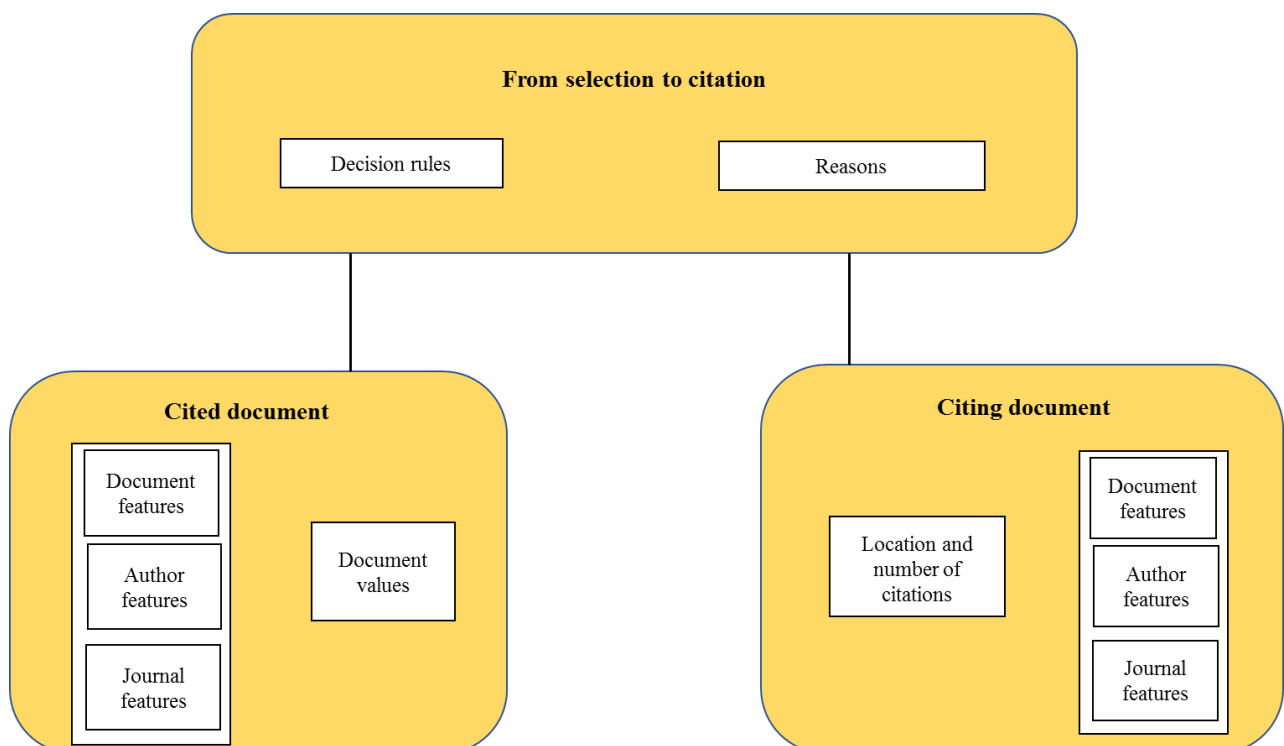 From selection to citation
Decision rules
Reasons
Cited document
Document
features
Author
features
Journal
features
Document
values
Citing document
Location and
number of
citations
Document
features
Author
features
Journal
features